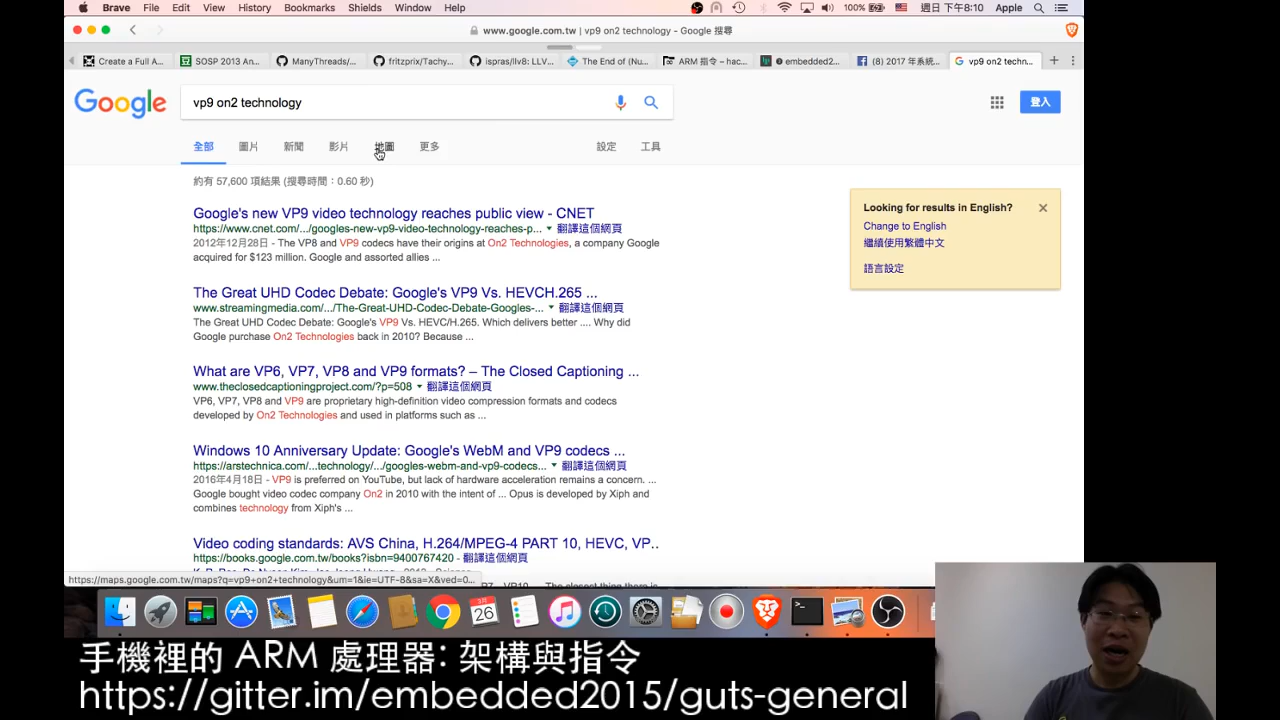 Brave File Edit View History Bookmarks Shields Window Help 100% 週日 下午8:10 Apple
www.google.com.tw | vp9 on2 technology - Google 搜尋
Create a Full A... SOSP 2013 An... ManyThreads/... fritzprix/Tachy... ispras/llv8: LLV... The End of (Nu... ARM 指令 – hac... embedded2... (8) 2017 年系統... vp9 on2 techn...
Google vp9 on2 technology 登入
全部 圖片 新聞 影片 地圖 更多 設定 工具
約有 57,600 項結果 (搜尋時間：0.60 秒)
Google's new VP9 video technology reaches public view - CNET
https://www.cnet.com/.../googles-new-vp9-video-technology-reaches-p... 翻譯這個網頁
2012年12月28日 - The VP8 and VP9 codecs have their origins at On2 Technologies, a company Google
acquired for $123 million. Google and assorted allies ...
Looking for results in English?
Change to English
繼續使用繁體中文
語言設定
The Great UHD Codec Debate: Google's VP9 Vs. HEVCH.265 ...
www.streamingmedia.com/.../The-Great-UHD-Codec-Debate-Googles-... 翻譯這個網頁
The Great UHD Codec Debate: Google's VP9 Vs. HEVC/H.265. Which delivers better .... Why did
Google purchase On2 Technologies back in 2010? Because ...
What are VP6, VP7, VP8 and VP9 formats? – The Closed Captioning ...
www.theclosedcaptioningproject.com/?p=508 翻譯這個網頁
VP6, VP7, VP8 and VP9 are proprietary high-definition video compression formats and codecs
developed by On2 Technologies and used in platforms such as ...
Windows 10 Anniversary Update: Google's WebM and VP9 codecs ...
https://arstechnica.com/...technology/.../googles-webm-and-vp9-codecs... 翻譯這個網頁
2016年4月18日 - VP9 is preferred on YouTube, but lack of hardware acceleration remains a concern. ...
Google bought video codec company On2 in 2010 with the intent of ... Opus is developed by Xiph and
combines technology from Xiph's ...
Video coding standards: AVS China, H.264/MPEG-4 PART 10, HEVC, VP..
https://books.google.com.tw/books?isbn=9400767420 - 翻譯這個網頁
https://maps.google.com.tw/maps?q=vp9+on2+technology&um=1&ie=UTF-8&sa=X&ved=0...
26
手機裡的 ARM 處理器: 架構與指令
https://gitter.im/embedded2015/guts-general